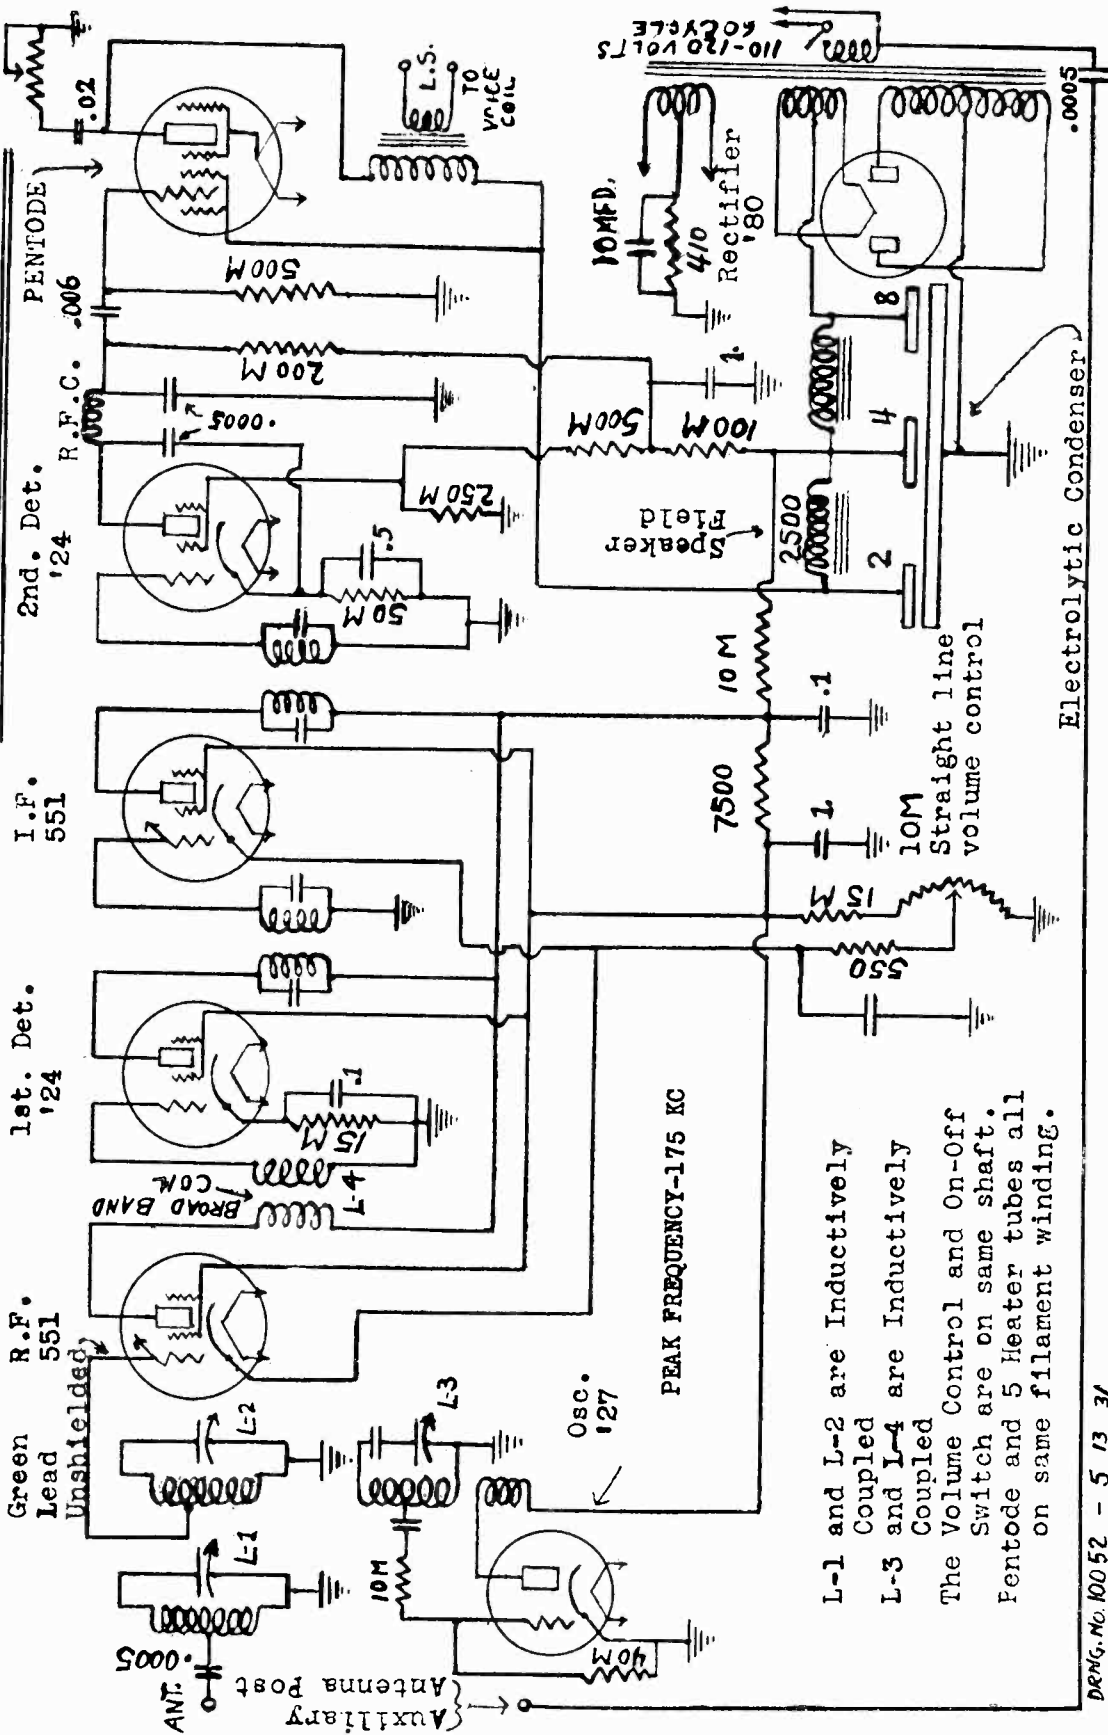 Green
Lead
Unshielded
R.F.
551
1st. Det.
'24
I.F.
551
2nd. Det.
'24
R.F.C.
.006
PENTODE
.02
ANT.
.0005
L-1
L-2
BROAD BAND
COM.
L-4
15 M
.1
.0005
50 M
.5
250 M
200 M
500 M
L.S.
TO
VOICE
COIL
Auxiliary
Antenna Post
10M
40 M
L-3
Osc.
'27
PEAK FREQUENCY-175 KC
7500
10 M
.1
1
500M
100M
1.
Speaker
Field
2500
2
4
8
10MFD.
410
Rectifier
'80
110-120 VOLTS
60 CYCLE
.0005
15 M
550
10M
Straight line
volume control
Electrolytic Condenser
L-1 and L-2 are Inductively
Coupled
L-3 and L-4 are Inductively
Coupled
The Volume Control and On-Off
Switch are on same shaft.
Pentode and 5 Heater tubes all
on same filament winding.
DRNG. No. 10052 - 5 13 31